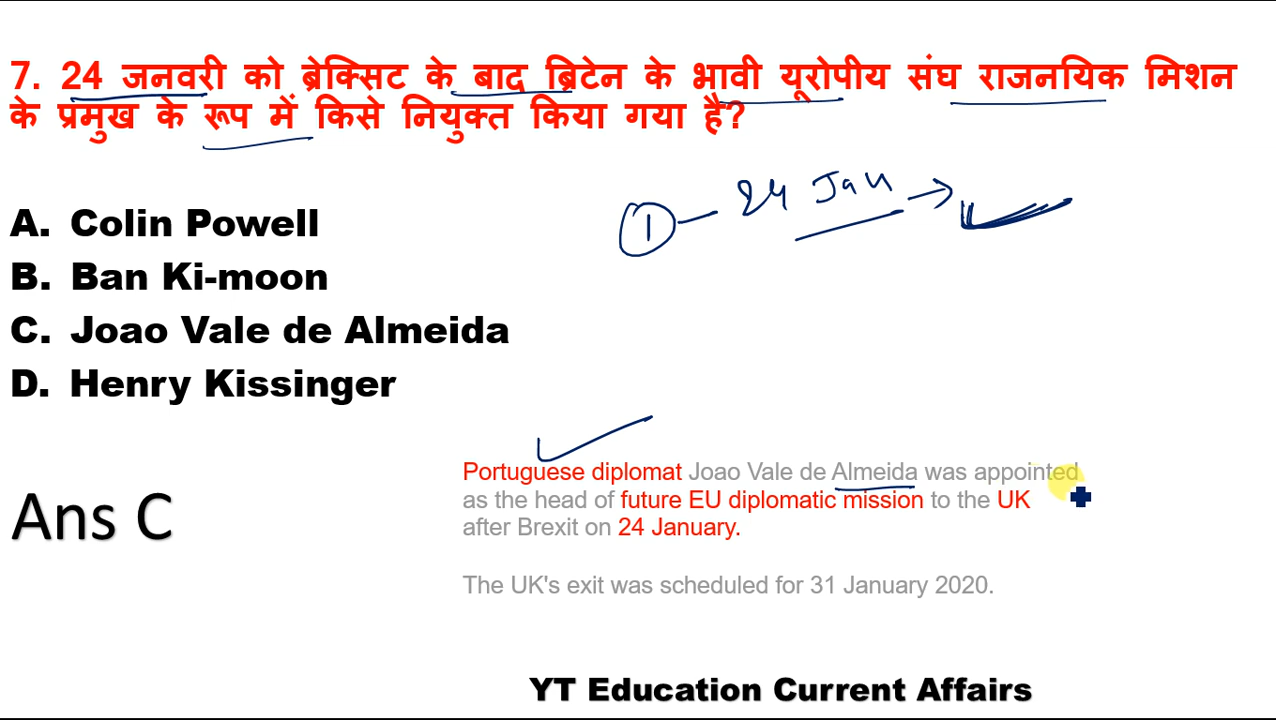 7. 24 जनवरी को ब्रेक्सिट के बाद ब्रिटेन के भावी यूरोपीय संघ राजनयिक मिशन
के प्रमुख के रूप में किसे नियुक्त किया गया है?
1 - 24 Jan →
A. Colin Powell
B. Ban Ki-moon
C. Joao Vale de Almeida
D. Henry Kissinger
Ans C
Portuguese diplomat Joao Vale de Almeida was appointed
as the head of future EU diplomatic mission to the UK
after Brexit on 24 January.
The UK's exit was scheduled for 31 January 2020.
YT Education Current Affairs